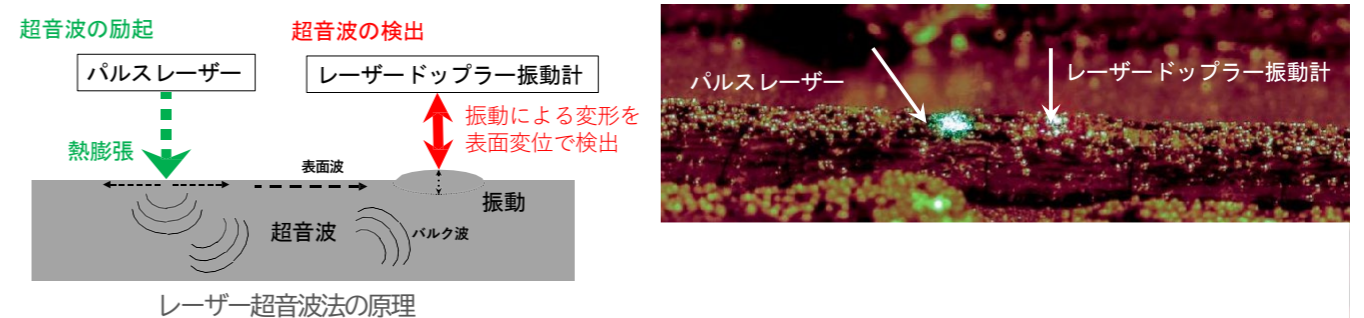 超音波の励起
超音波の検出
パルスレーザー
レーザードップラー振動計
熱膨張
振動による変形を
表面変位で検出
表面波
振動
超音波
バルク波
レーザー超音波法の原理
パルスレーザー
レーザードップラー振動計